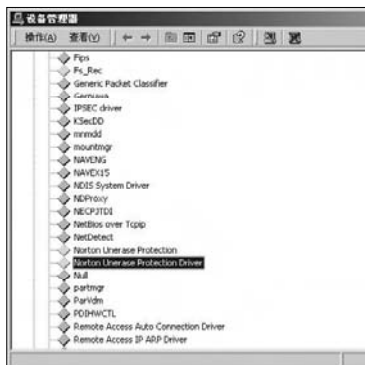 设备管理器
操作(A) 查看(V)
Fips
Fs_Rec
Generic Packet Classifier
Gernuwa
IPSEC driver
KSecDD
mnmdd
mountmgr
NAVENG
NAVEX15
NDIS System Driver
NDProxy
NECPJTDI
NetBios over Tcpip
NetDetect
Norton Unerase Protection
Norton Unerase Protection Driver
Null
partmgr
ParVdm
PDIHWCTL
Remote Access Auto Connection Driver
Remote Access IP ARP Driver